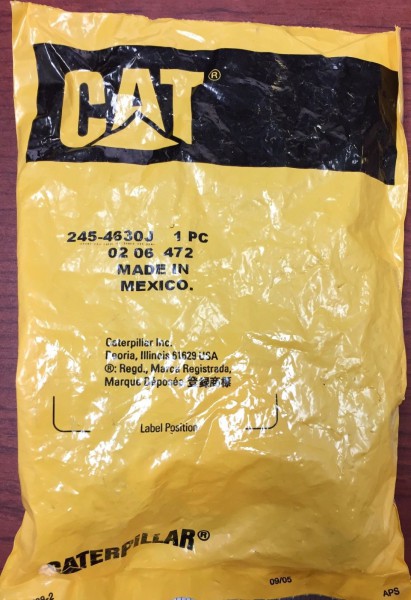 CAT®
245-4630J 1 PC
02 06 472
MADE IN
MEXICO.
Caterpillar Inc.
Peoria, Illinois 61629 USA
®: Regd., Marca Registrada,
Marque Déposée 登録商標
Label Position
CATERPILLAR®
09/05
APS